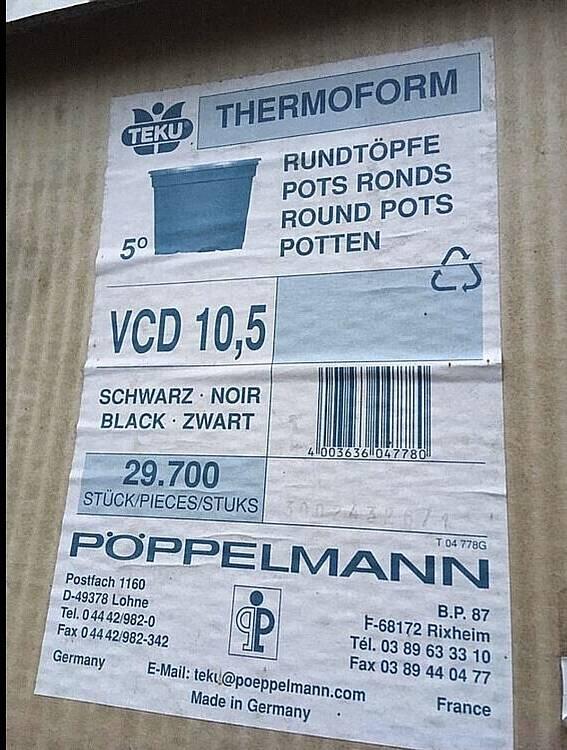 TEKU
THERMOFORM
RUNDTÖPFE
POTS RONDS
ROUND POTS
POTTEN
5°
VCD 10,5
SCHWARZ · NOIR
BLACK · ZWART
4 003636 047780
29.700
STÜCK/PIECES/STUKS
T 04 778G
PÖPPELMANN
Postfach 1160
D-49378 Lohne
Tel. 0 44 42/982-0
Fax 0 44 42/982-342
Germany
B.P. 87
F-68172 Rixheim
Tél. 03 89 63 33 10
Fax 03 89 44 04 77
France
E-Mail: teku@poeppelmann.com
Made in Germany